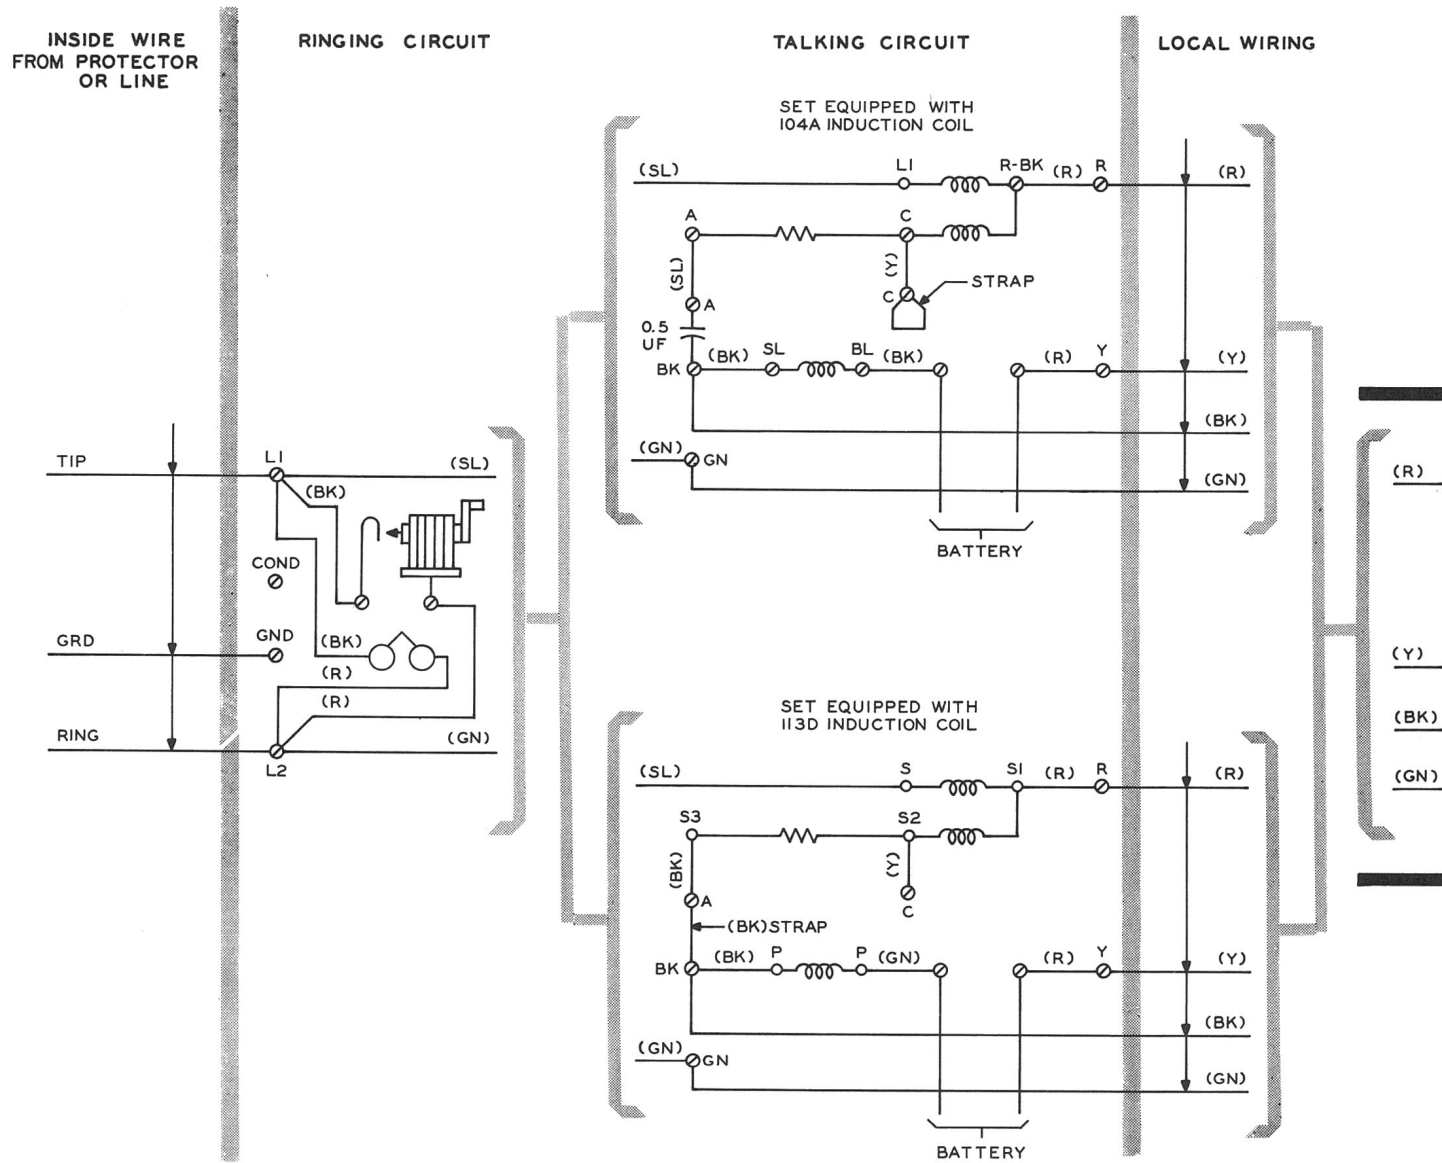 INSIDE WIRE
FROM PROTECTOR
OR LINE
RINGING CIRCUIT
TALKING CIRCUIT
LOCAL WIRING
SET EQUIPPED WITH
104A INDUCTION COIL
(SL)
L1
R-BK
(R)
R
(R)
A
C
(SL)
(Y)
C
STRAP
A
0.5
UF
BK
(BK)
SL
BL
(BK)
(R)
Y
(Y)
(BK)
(GN)
GN
(GN)
BATTERY
TIP
L1
(SL)
(BK)
COND
GRD
GND
(BK)
(R)
(R)
RING
L2
(GN)
SET EQUIPPED WITH
113D INDUCTION COIL
(SL)
S
S1
(R)
R
(R)
S3
S2
(BK)
(Y)
A
C
(BK) STRAP
BK
(BK)
P
P
(GN)
(R)
Y
(Y)
(BK)
(GN)
GN
(GN)
BATTERY
(R)
(Y)
(BK)
(GN)